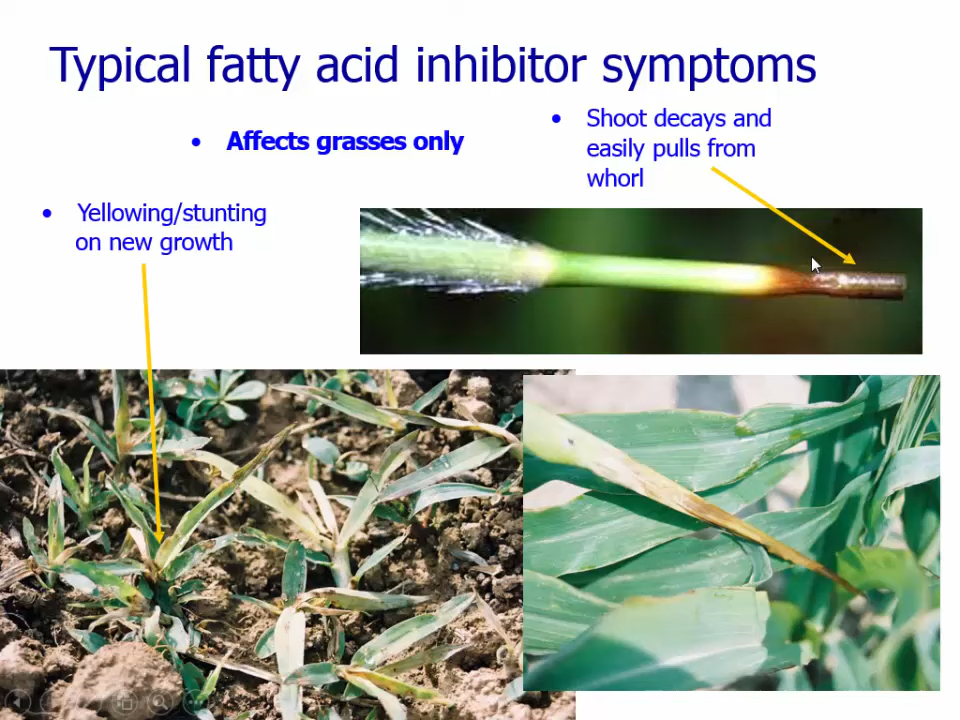 Typical fatty acid inhibitor symptoms
• Affects grasses only
• Shoot decays and
easily pulls from
whorl
• Yellowing/stunting
on new growth